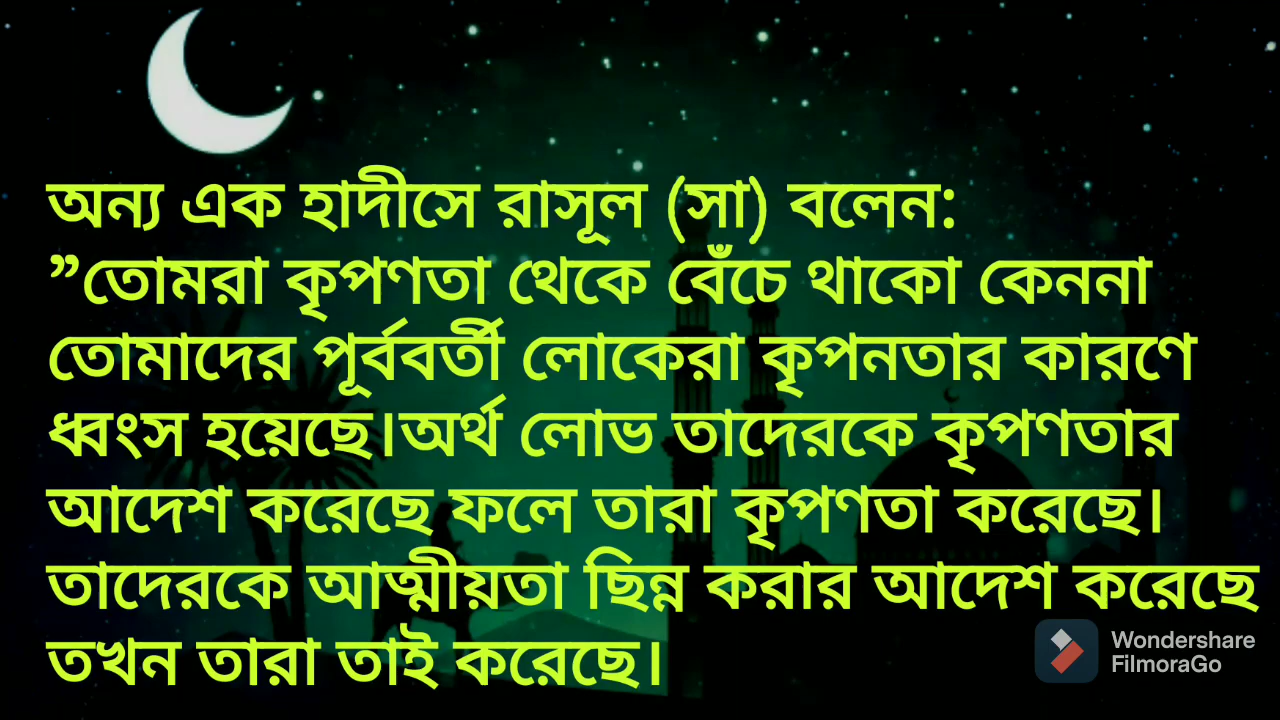 অন্য এক হাদীসে রাসূল (সা) বলেন:
”তোমরা কৃপণতা থেকে বেঁচে থাকো কেননা
তোমাদের পূর্ববর্তী লোকেরা কৃপনতার কারণে
ধ্বংস হয়েছে।অর্থ লোভ তাদেরকে কৃপণতার
আদেশ করেছে ফলে তারা কৃপণতা করেছে।
তাদেরকে আত্মীয়তা ছিন্ন করার আদেশ করেছে
তখন তারা তাই করেছে।
Wondershare
FilmoraGo